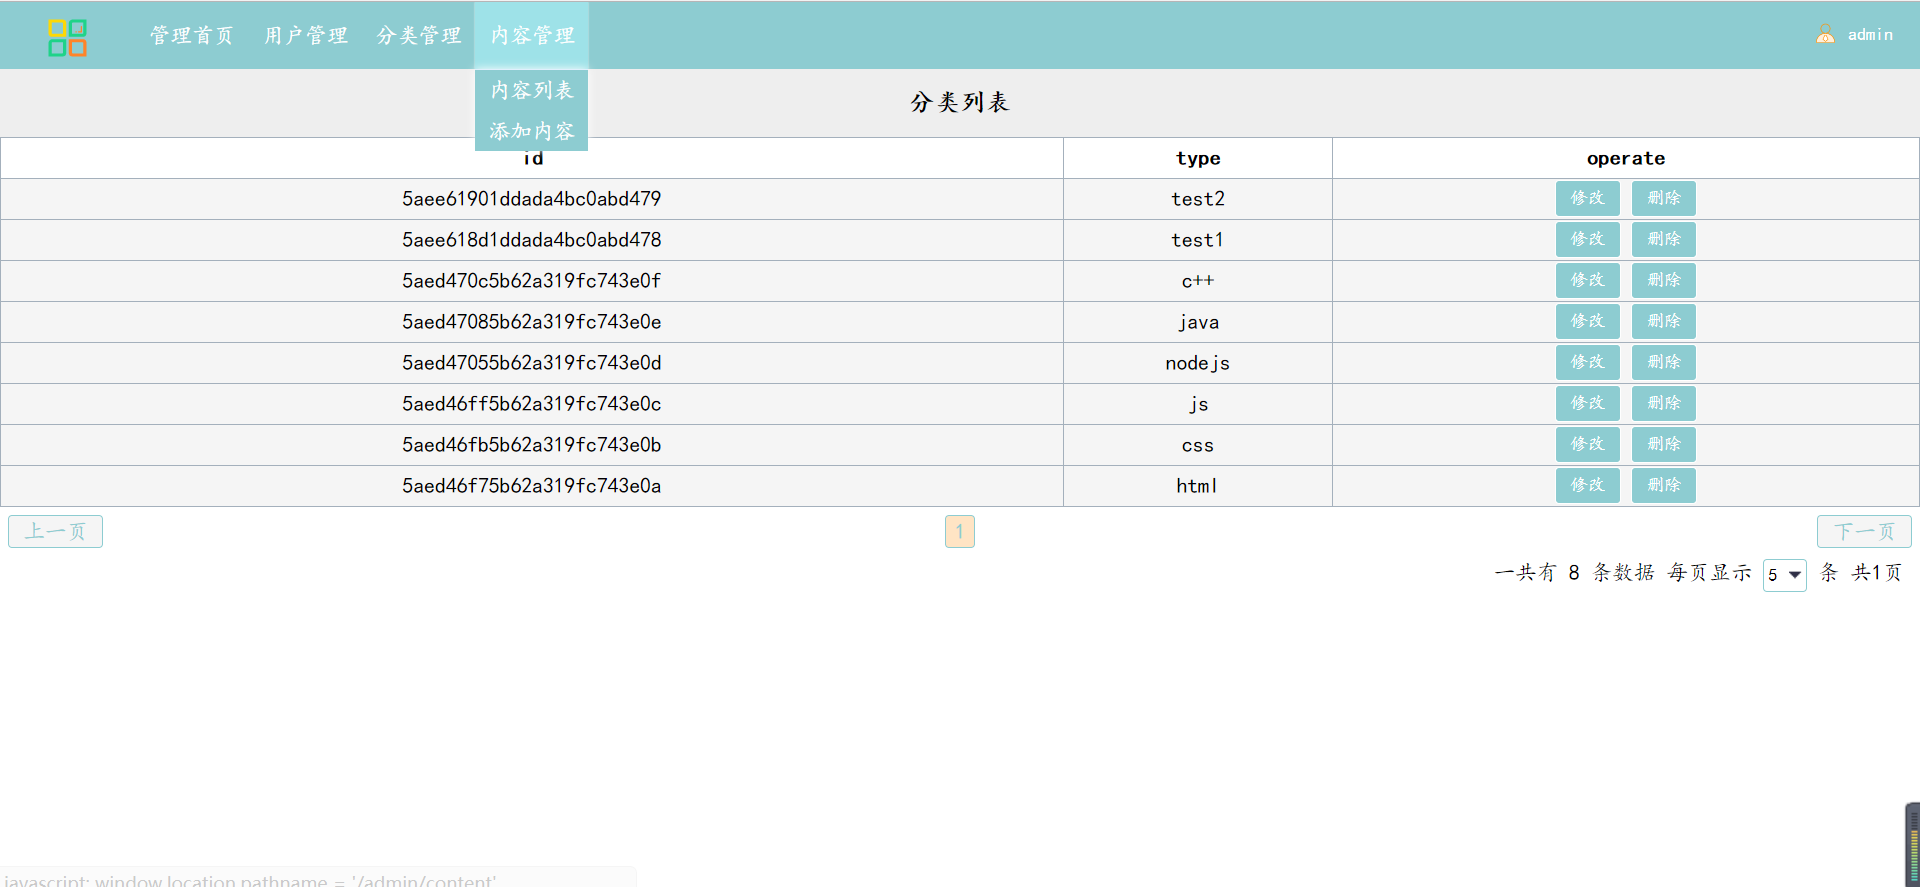 管理首页 用户管理 分类管理 内容管理 admin
内容列表
添加内容
分类列表
id type operate
5aee61901ddada4bc0abd479 test2 修改 删除
5aee618d1ddada4bc0abd478 test1 修改 删除
5aed470c5b62a319fc743e0f c++ 修改 删除
5aed47085b62a319fc743e0e java 修改 删除
5aed47055b62a319fc743e0d nodejs 修改 删除
5aed46ff5b62a319fc743e0c js 修改 删除
5aed46fb5b62a319fc743e0b css 修改 删除
5aed46f75b62a319fc743e0a html 修改 删除
上一页 1 下一页
一共有 8 条数据 每页显示 5 条 共1页
javascript: window.location.pathname = '/admin/content'